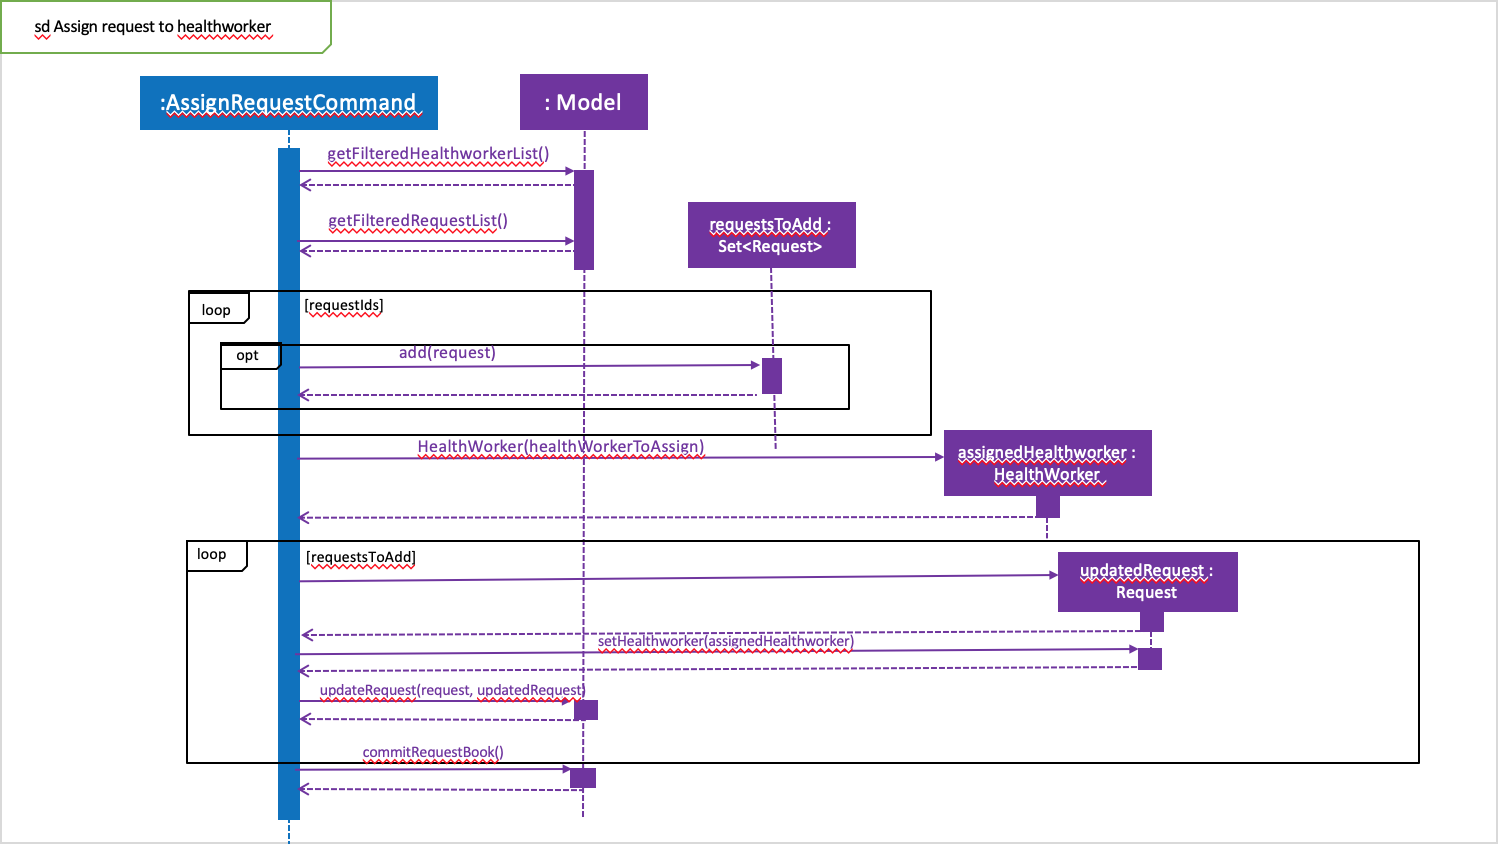 sd Assign request to healthworker
:AssignRequestCommand
: Model
getFilteredHealthworkerList()
getFilteredRequestList()
requestsToAdd :
Set<Request>
loop
[requestIds]
opt
add(request)
HealthWorker(healthWorkerToAssign)
assignedHealthworker :
HealthWorker
loop
[requestsToAdd]
updatedRequest :
Request
setHealthworker(assignedHealthworker)
updateRequest(request, updatedRequest)
commitRequestBook()